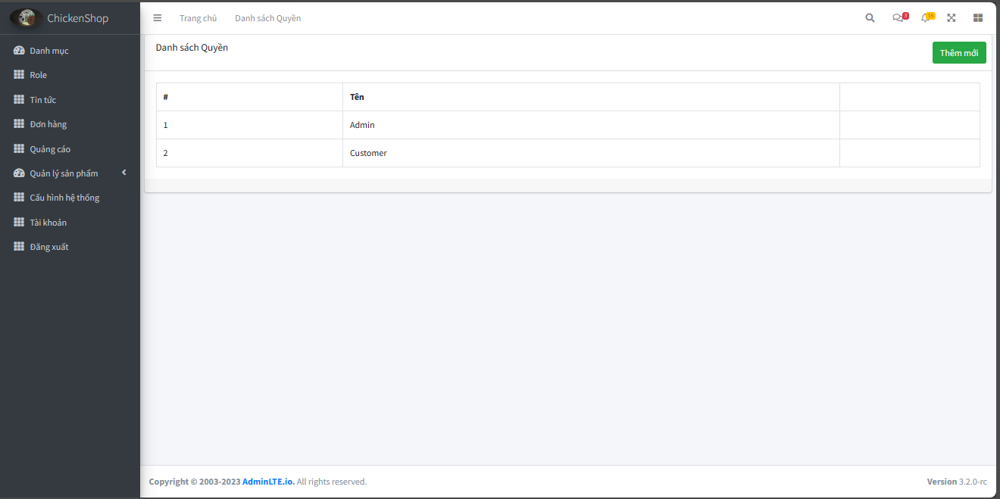 ChickenShop
Trang chủ
Danh sách Quyền
3
15
Danh mục
Role
Tin tức
Đơn hàng
Quảng cáo
Quản lý sản phẩm
Cấu hình hệ thống
Tài khoản
Đăng xuất
Danh sách Quyền
Thêm mới
# Tên
1 Admin
2 Customer
Copyright © 2003-2023 AdminLTE.io. All rights reserved.
Version 3.2.0-rc